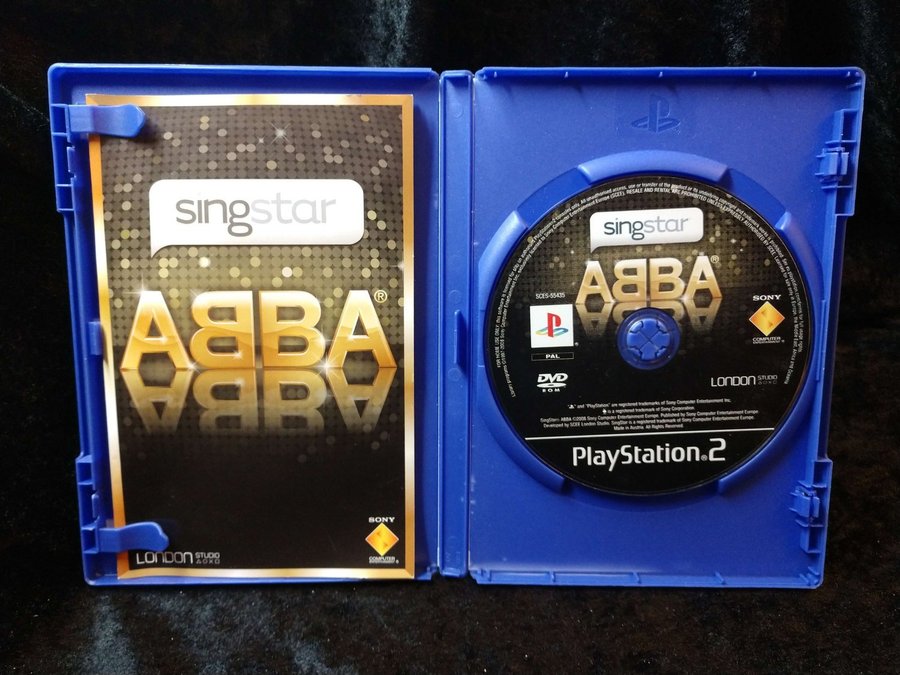 singstar
ABBA®
LONDON STUDIO
SONY
COMPUTER
ENTERTAINMENT®
singstar
ABBA®
SCES-55435
PAL
DVD
ROM
SONY
COMPUTER
LONDON STUDIO
and "PlayStation" are registered trademarks of Sony Computer Entertainment Inc.
is a registered trademark of Sony Corporation.
SingStar: ABBA ©2008 Sony Computer Entertainment Europe. Published by Sony Computer Entertainment Europe.
Developed by SCEE London Studio. SingStar is a registered trademark of Sony Computer Entertainment Europe.
Made in Austria. All Rights Reserved.
PlayStation®2